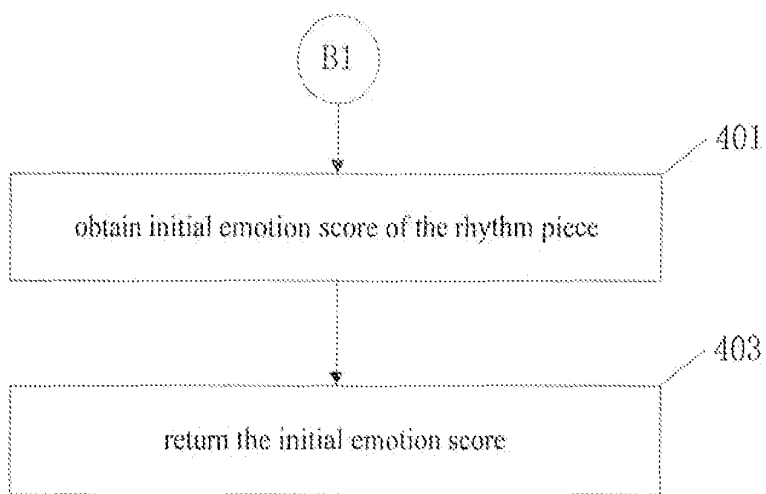 B1
401
obtain initial emotion score of the rhythm piece
403
return the initial emotion score